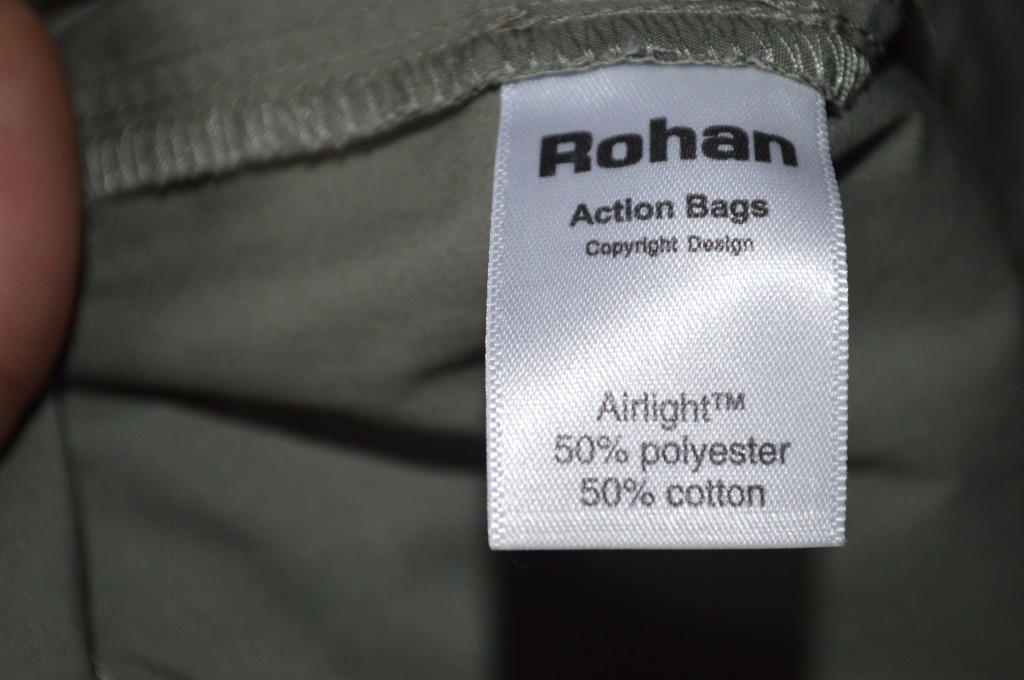 Rohan
Action Bags
Copyright Design
Airlight™
50% polyester
50% cotton